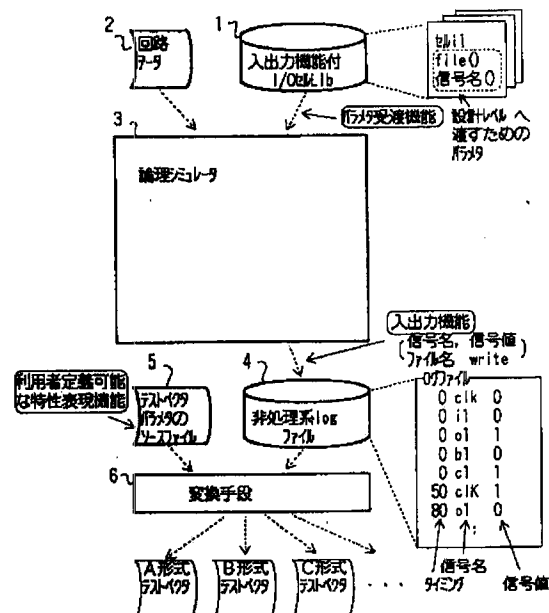 2
回路
データ
1
入出力機能付
I/OセルLib
セルi1
file()
信号名()
設計レベルへ
渡すための
パラメタ
パラメタ受渡機能
3
論理シミュレータ
入出力機能
信号名, 信号値
ファイル名 write
利用者定義可能
な特性表現機能
5
テストベクタ
パラメタの
ソースファイル
4
非処理系log
ファイル
ログファイル
0 clk 0
0 i1 0
0 o1 1
0 b1 0
0 c1 1
50 clK 1
80 o1 0
:
6
変換手段
A形式
テストベクタ
B形式
テストベクタ
C形式
テストベクタ
・・・・
タイミング
信号名
信号値